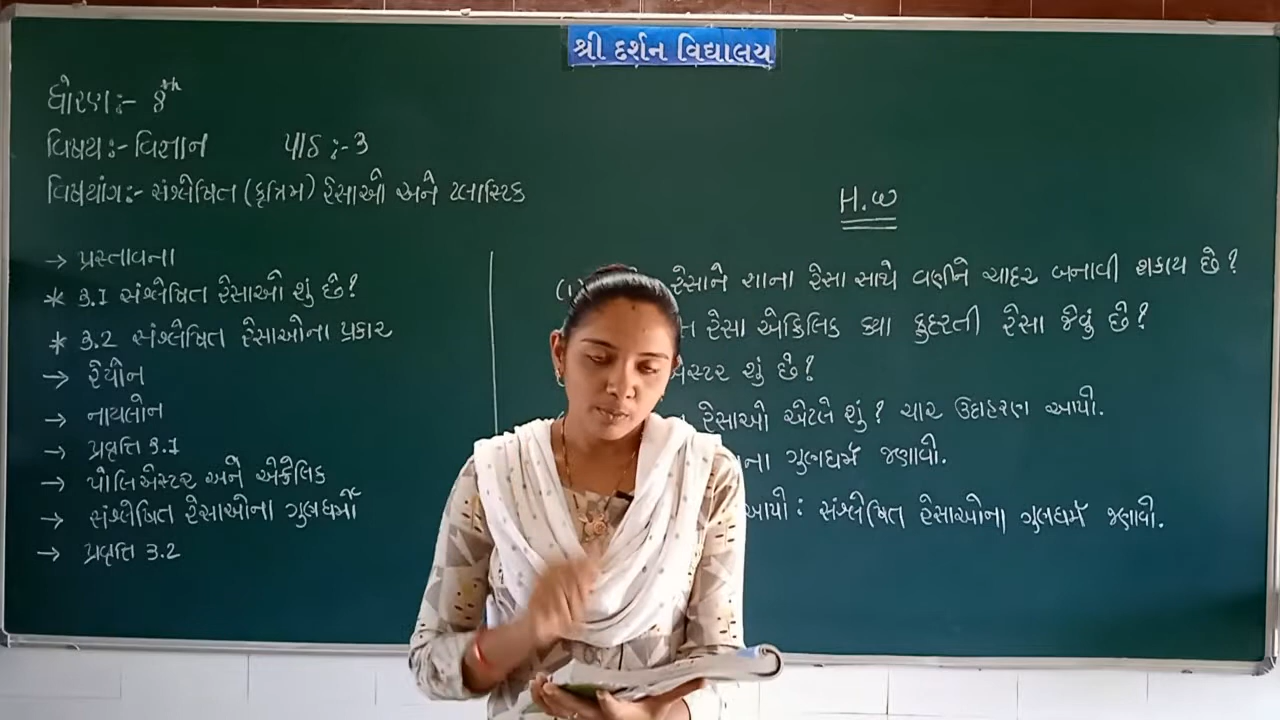 શ્રી દર્શન વિદ્યાલય
ધોરણ:- 8th
વિષય:- વિજ્ઞાન પાઠ :- 3
વિષયાંગ:- સંશ્લેષિત (કૃત્રિમ) રેસાઓ અને પ્લાસ્ટિક
→ પ્રસ્તાવના
* 3.1 સંશ્લેષિત રેસાઓ શું છે?
* 3.2 સંશ્લેષિત રેસાઓના પ્રકાર
→ રેયોન
→ નાયલોન
→ પ્રવૃત્તિ 3.1
→ પોલિએસ્ટર અને એક્રેલિક
→ સંશ્લેષિત રેસાઓના ગુણધર્મો
→ પ્રવૃત્તિ 3.2
H.W
રેસાને શાના રેસા સાથે વણીને ચાદર બનાવી શકાય છે?
રેસા એક્રિલિક ક્યા કુદરતી રેસા જેવું છે?
શું છે?
રેસાઓ એટલે શું? ચાર ઉદાહરણ આપો.
ના ગુણધર્મ જણાવો.
આપો : સંશ્લેષિત રેસાઓના ગુણધર્મ જણાવો.